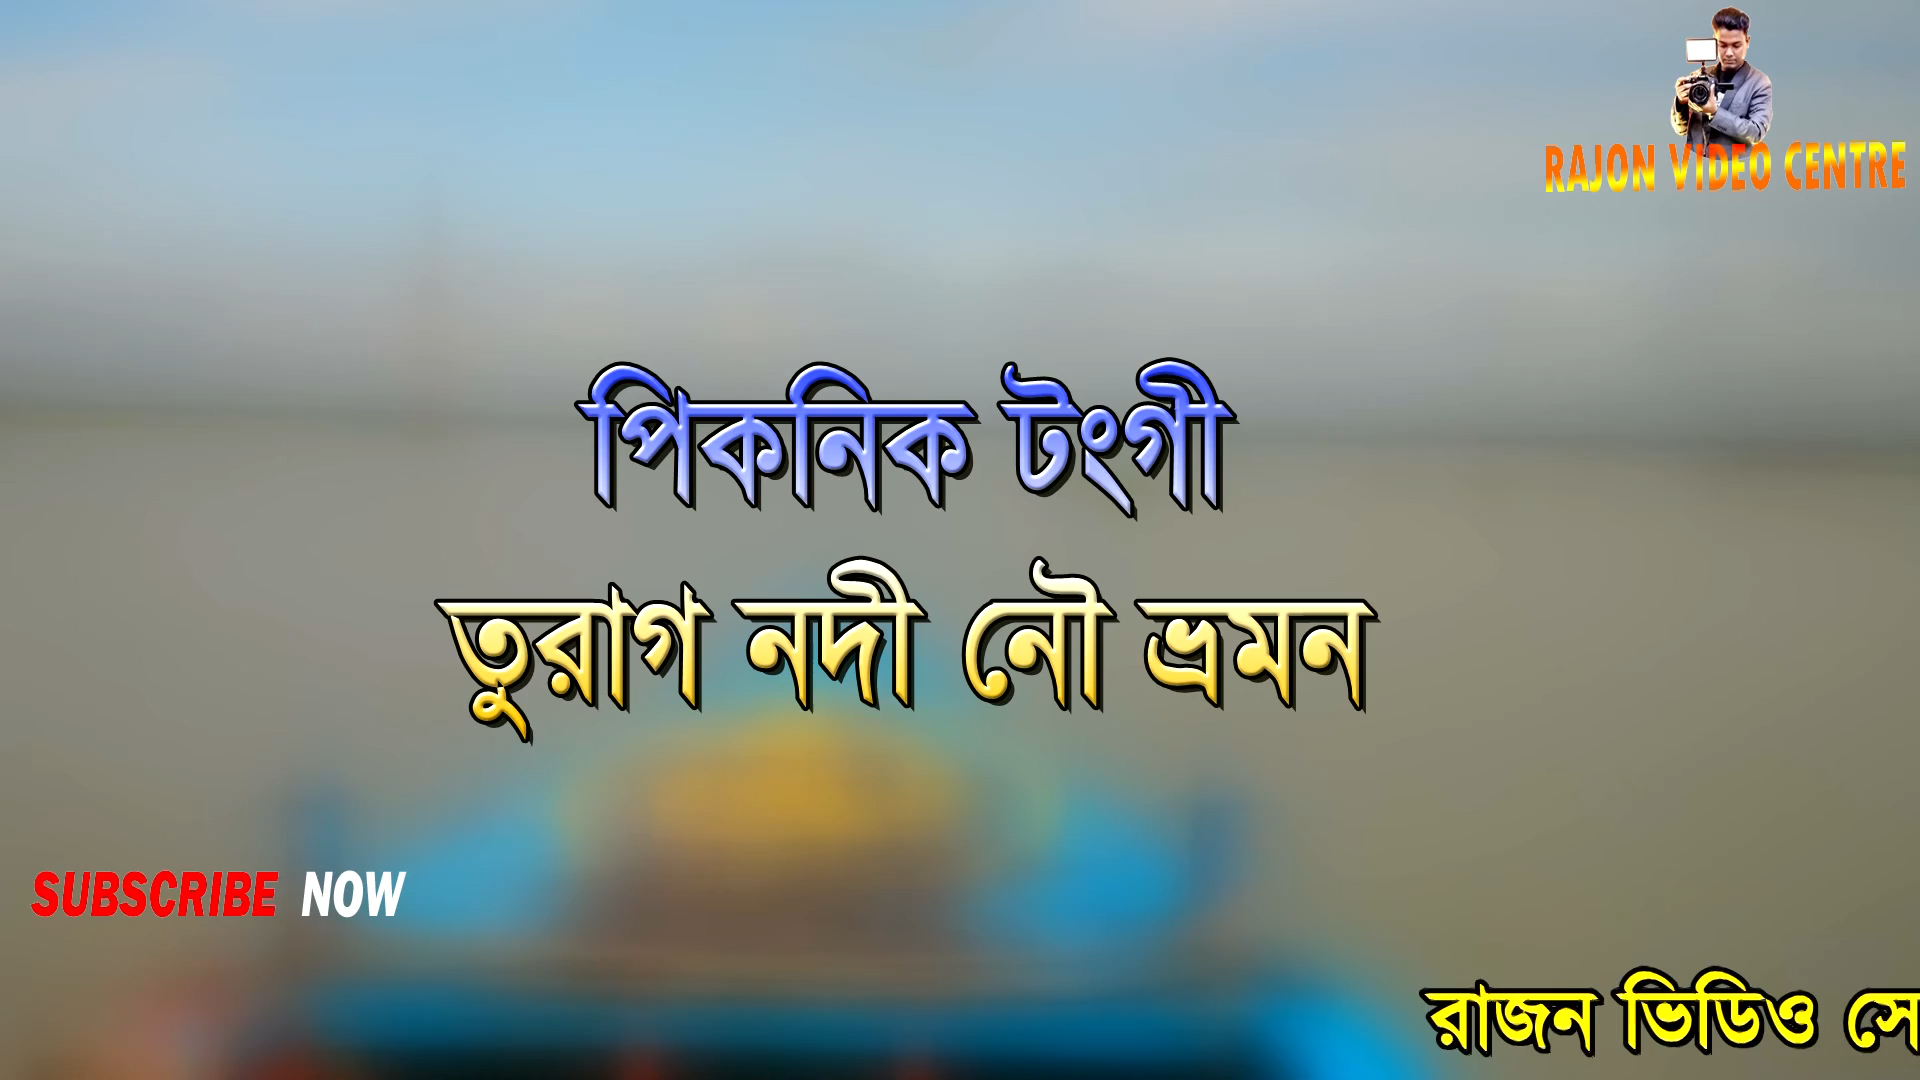 RAJON VIDEO CENTRE
পিকনিক টংগী
তুরাগ নদী নৌ ভ্রমন
SUBSCRIBE NOW
রাজন ভিডিও সে